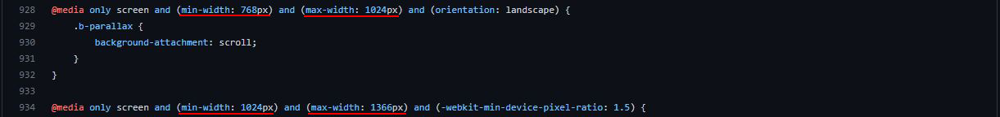 928 @media only screen and (min-width: 768px) and (max-width: 1024px) and (orientation: landscape) {
929 .b-parallax {
930 background-attachment: scroll;
931 }
932 }
933
934 @media only screen and (min-width: 1024px) and (max-width: 1366px) and (-webkit-min-device-pixel-ratio: 1.5) {